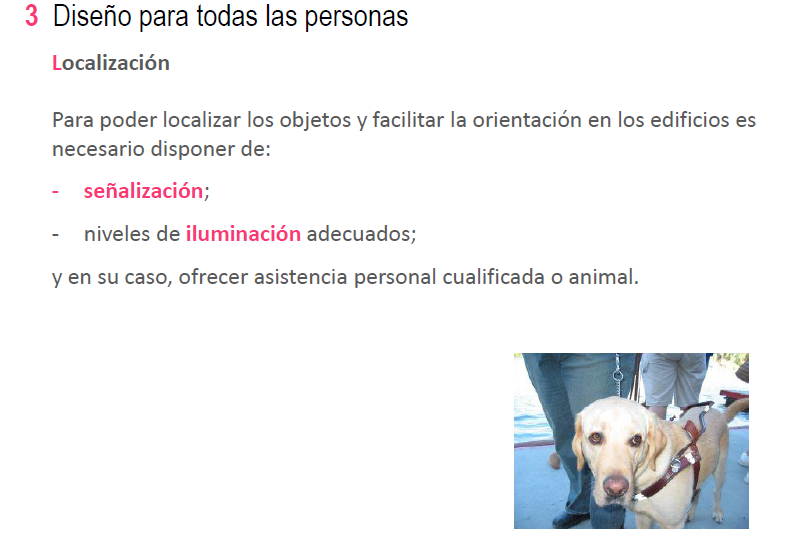 3 Diseño para todas las personas
Localización
Para poder localizar los objetos y facilitar la orientación en los edificios es
necesario disponer de:
- señalización;
- niveles de iluminación adecuados;
y en su caso, ofrecer asistencia personal cualificada o animal.